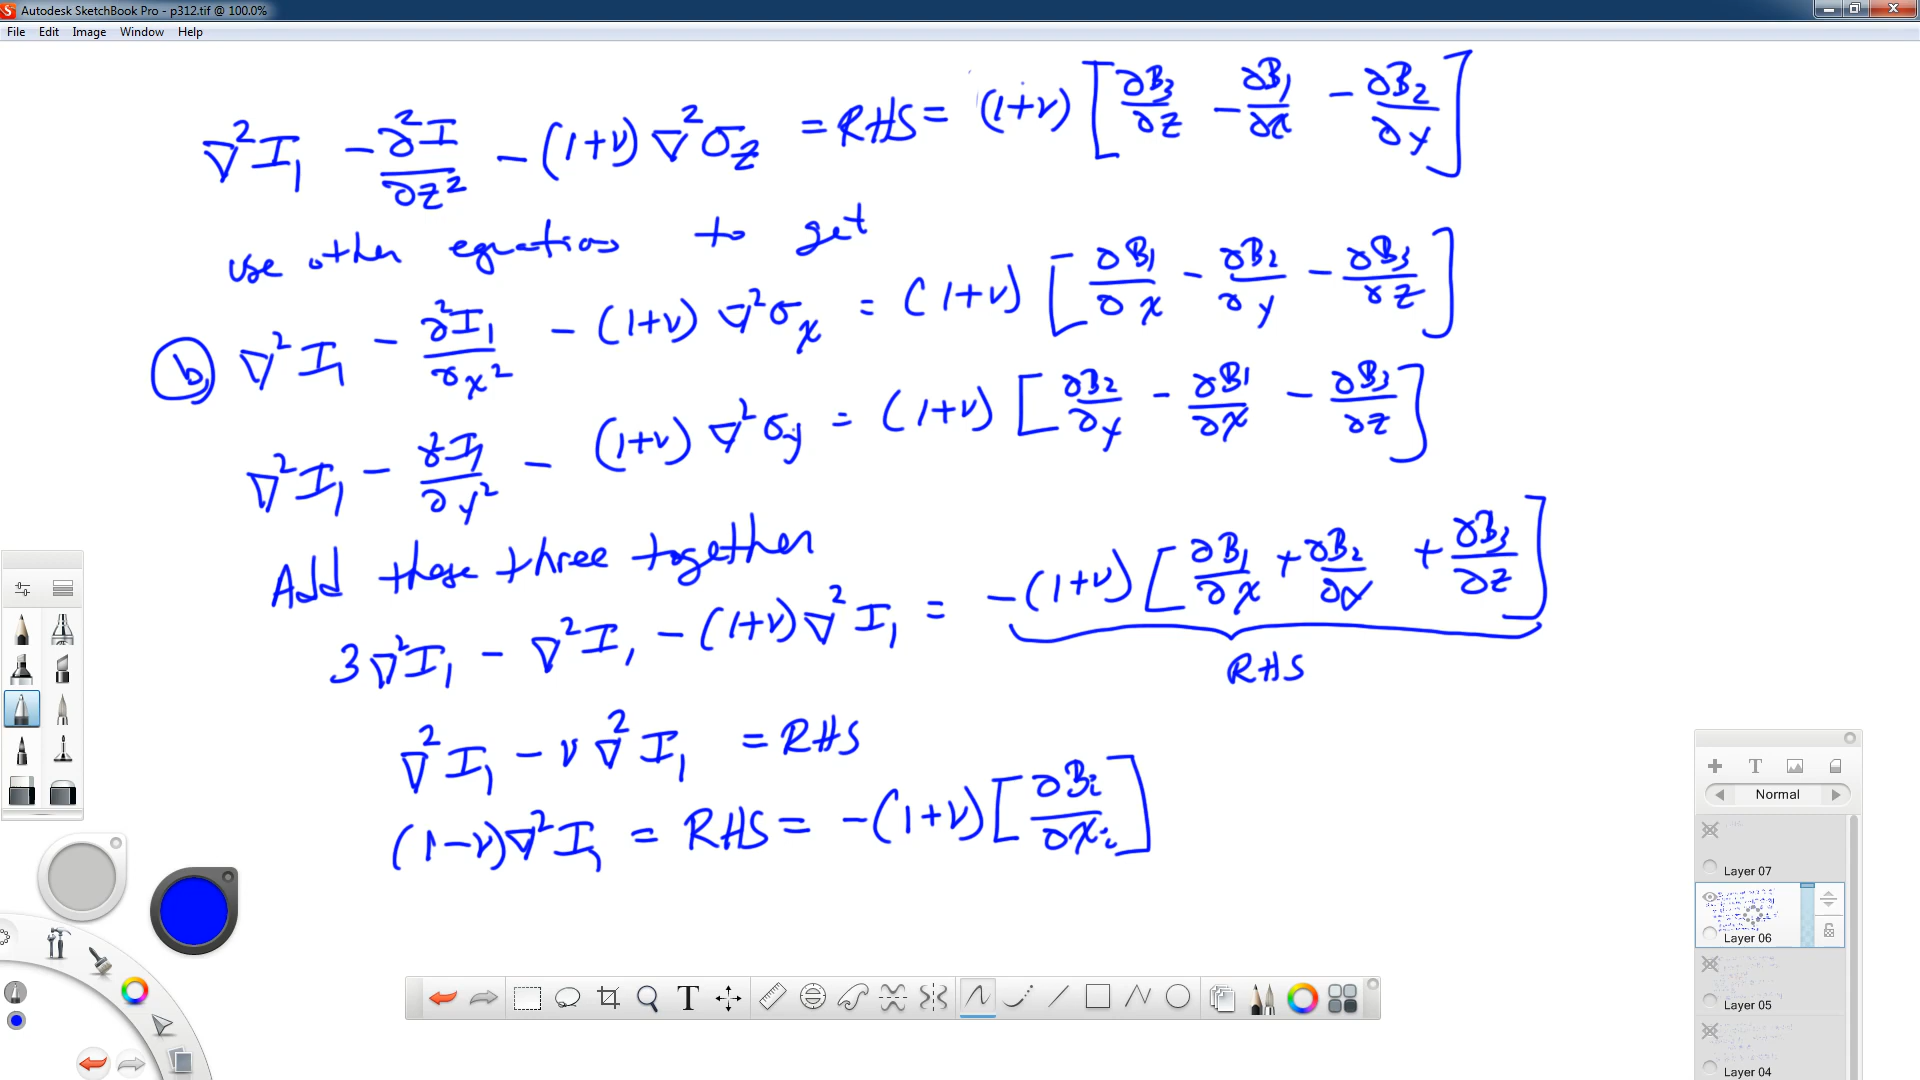 Autodesk SketchBook Pro - p312.tif @ 100.0%
File Edit Image Window Help
∇²I₁ - ∂²I/∂z² - (1+ν) ∇²σz = RHS = (1+ν) [∂B₃/∂z - ∂B₁/∂x - ∂B₂/∂y]
use other equations to get
(b) ∇²I₁ - ∂²I₁/∂x² - (1+ν) ∇²σx = (1+ν) [∂B₁/∂x - ∂B₂/∂y - ∂B₃/∂z]
∇²I₁ - ∂²I₁/∂y² - (1+ν) ∇²σy = (1+ν) [∂B₂/∂y - ∂B₁/∂x - ∂B₃/∂z]
Add these three together
3∇²I₁ - ∇²I₁ - (1+ν)∇²I₁ = -(1+ν) [∂B₁/∂x + ∂B₂/∂y + ∂B₃/∂z]
RHS
∇²I₁ - ν∇²I₁ = RHS
(1-ν)∇²I₁ = RHS = -(1+ν) [∂Bi/∂xi]
Normal
Layer 07
Layer 06
Layer 05
Layer 04